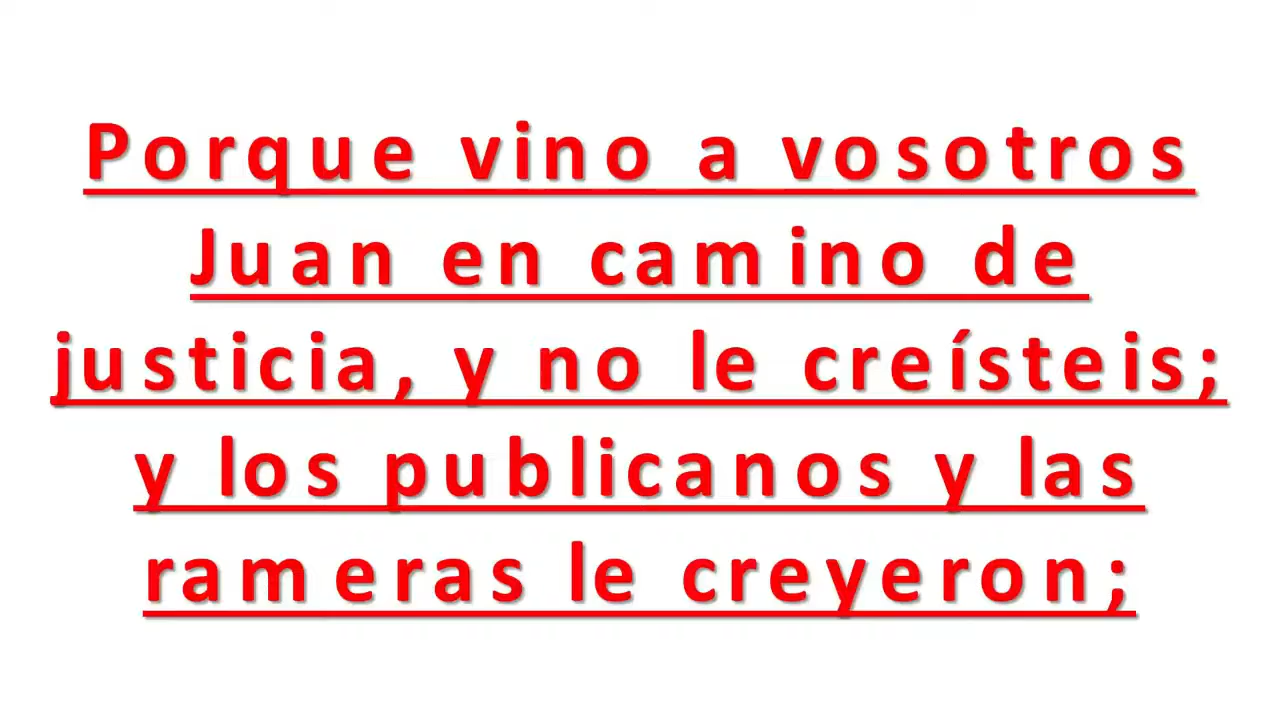 Porque vino a vosotros
Juan en camino de
justicia, y no le creísteis;
y los publicanos y las
rameras le creyeron;